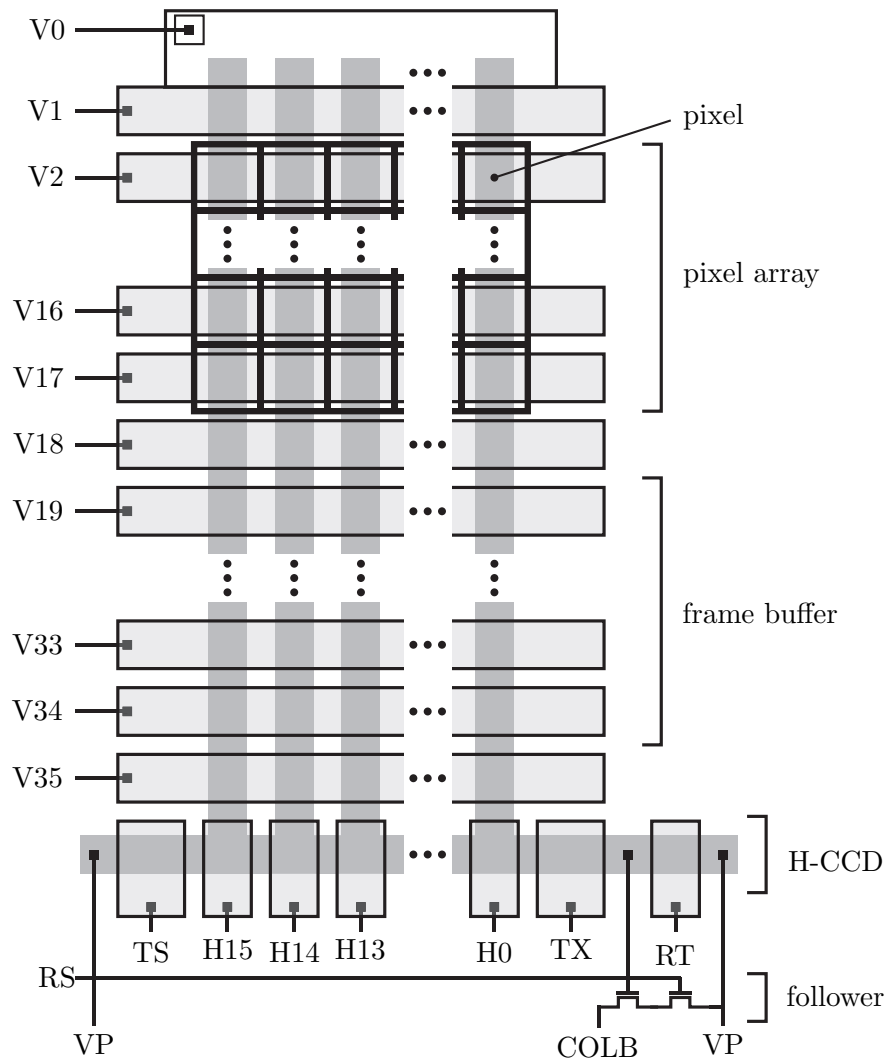 V0
V1
pixel
V2
pixel array
V16
V17
V18
V19
frame buffer
V33
V34
V35
H-CCD
TS H15 H14 H13 H0 TX RT
RS
follower
VP COLB VP